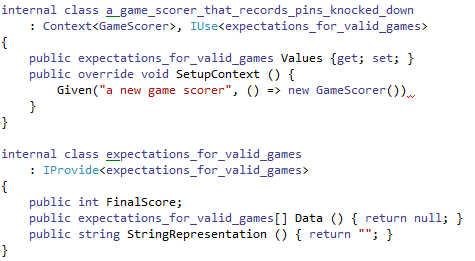 internal class a_game_scorer_that_records_pins_knocked_down
    : Context<GameScorer>, IUse<expectations_for_valid_games>
{
    public expectations_for_valid_games Values {get; set; }
    public override void SetupContext () {
        Given("a new game scorer", () => new GameScorer())
    }
}

internal class expectations_for_valid_games
    : IProvide<expectations_for_valid_games>
{
    public int FinalScore;
    public expectations_for_valid_games[] Data () { return null; }
    public string StringRepresentation () { return ""; }
}